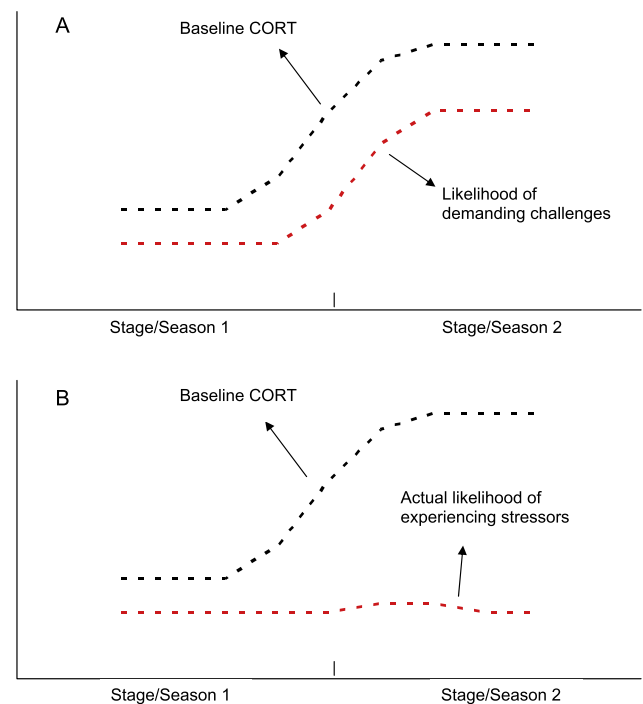 A
Baseline CORT
Likelihood of
demanding challenges
Stage/Season 1
Stage/Season 2
B
Baseline CORT
Actual likelihood of
experiencing stressors
Stage/Season 1
Stage/Season 2